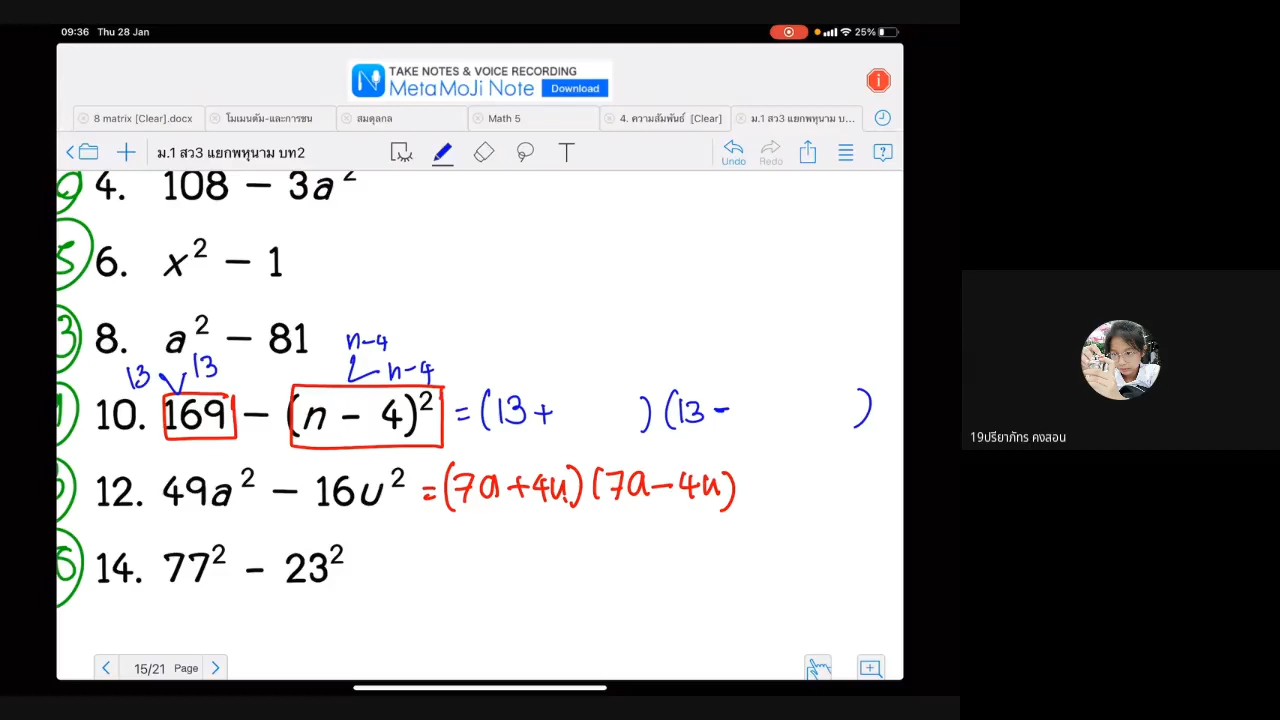 09:36 Thu 28 Jan 25%
TAKE NOTES & VOICE RECORDING
MetaMoJi Note Download
8 matrix [Clear].docx โมเมนตัม-และการชน สมดุลกล Math 5 4. ความสัมพันธ์ [Clear] ม.1 สว3 แยกพหุนาม บ...
ม.1 สว3 แยกพหุนาม บท2 T Undo Redo
4. 108 − 3a²
5 6. x² − 1
3 8. a² − 81
n-4
13 13 n-4
1 10. 169 − (n − 4)² = (13+ ) (13- )
12. 49a² − 16u² = (7a+4u) (7a-4u)
14. 77² − 23²
15/21 Page
19ปรียาภัทร คงสอน